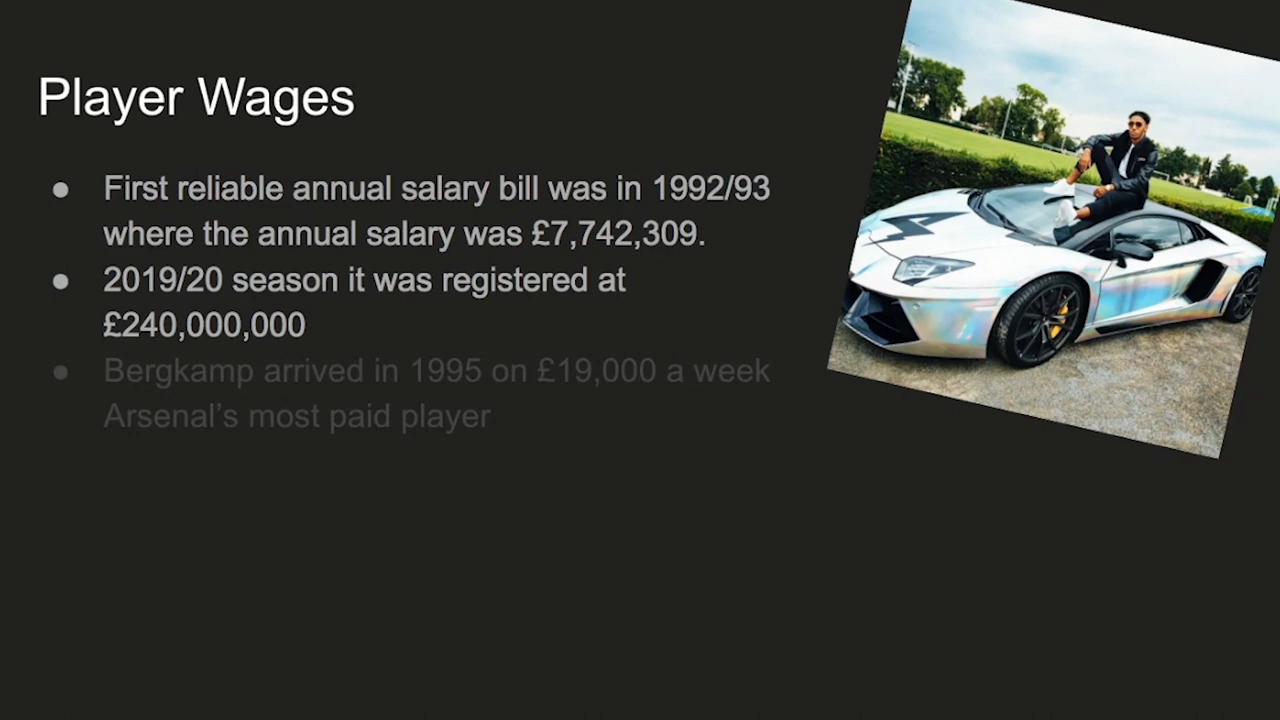 Player Wages
● First reliable annual salary bill was in 1992/93
where the annual salary was £7,742,309.
● 2019/20 season it was registered at
£240,000,000
● Bergkamp arrived in 1995 on £19,000 a week
Arsenal’s most paid player